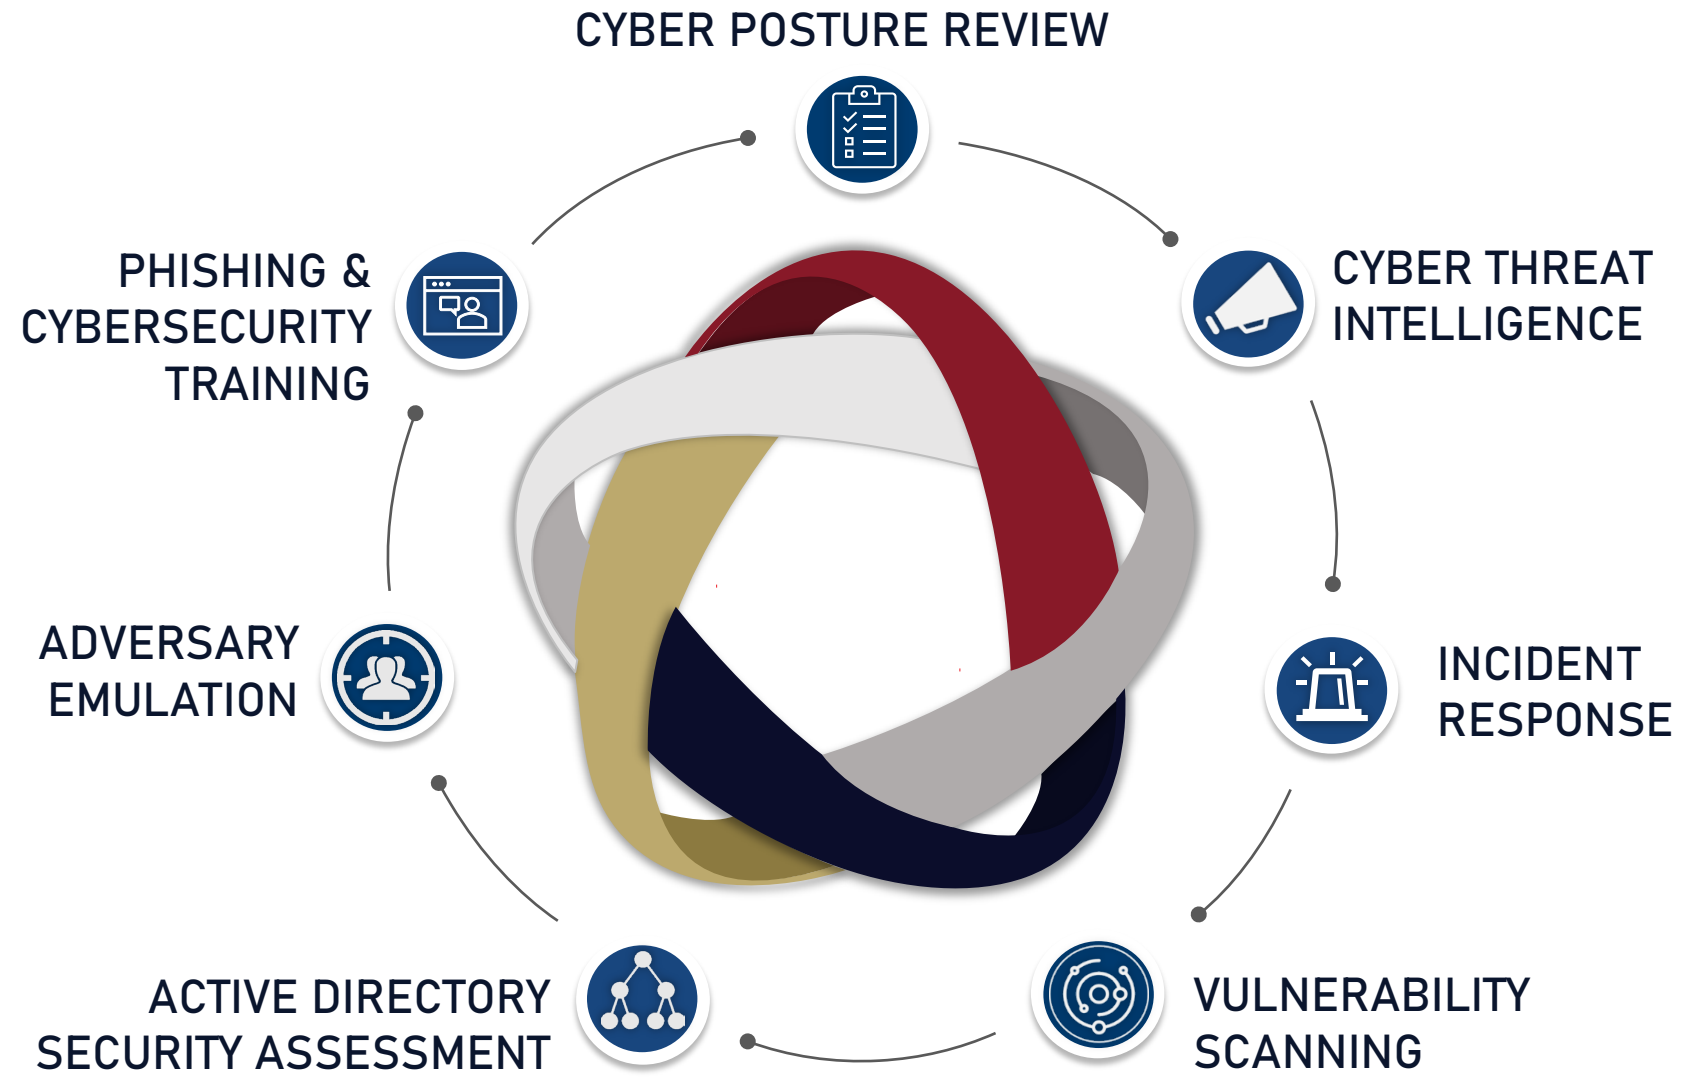 CYBER POSTURE REVIEW
CYBER THREAT
INTELLIGENCE
INCIDENT
RESPONSE
VULNERABILITY
SCANNING
ACTIVE DIRECTORY
SECURITY ASSESSMENT
ADVERSARY
EMULATION
PHISHING &
CYBERSECURITY
TRAINING